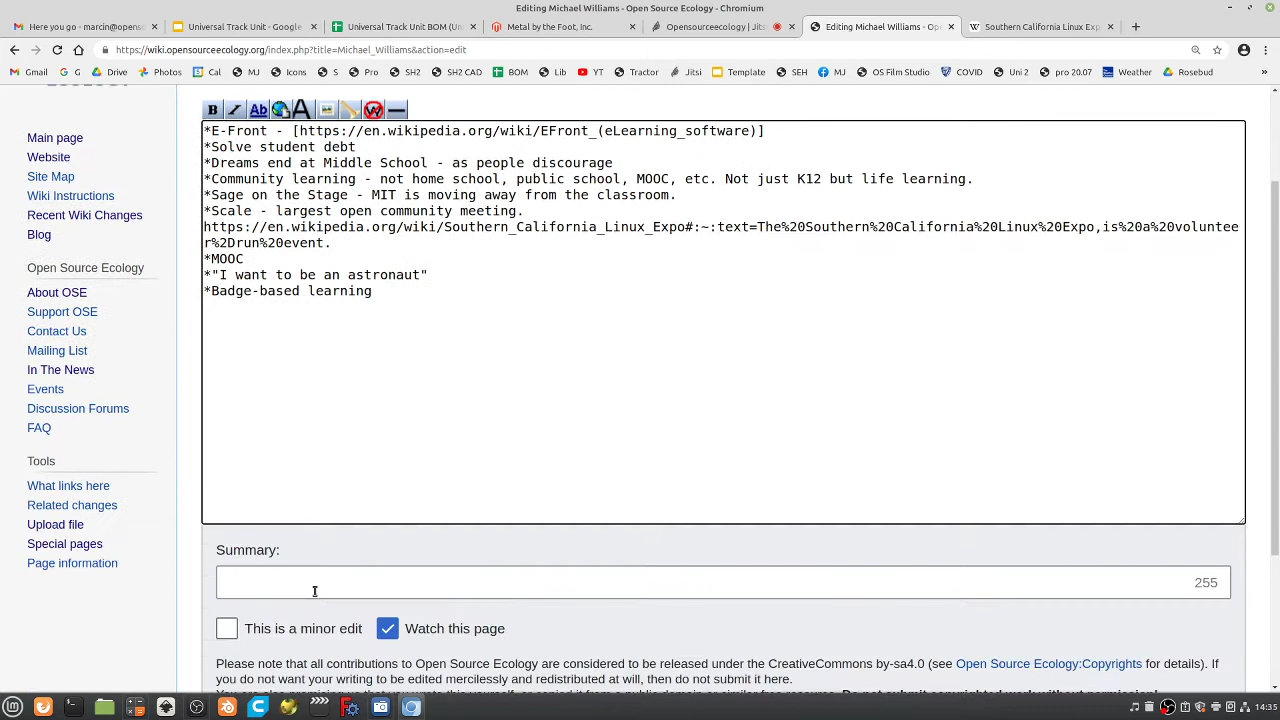 Editing Michael Williams - Open Source Ecology - Chromium
Here you go - marcin@openso
Universal Track Unit - Google
Universal Track Unit BOM (Un
Metal by the Foot, Inc.
Opensourceecology | Jits
Editing Michael Williams - Op
Southern California Linux Exp
https://wiki.opensourceecology.org/index.php?title=Michael_Williams&action=edit
Gmail G Drive Photos Cal MJ Icons S Pro SH2 SH2 CAD BOM Lib YT Tractor Jitsi Template SEH MJ OS Film Studio COVID Uni 2 pro 20.07 Weather Rosebud »
B I Ab A
Main page
Website
Site Map
Wiki Instructions
Recent Wiki Changes
Blog
Open Source Ecology
About OSE
Support OSE
Contact Us
Mailing List
In The News
Events
Discussion Forums
FAQ
Tools
What links here
Related changes
Upload file
Special pages
Page information
*E-Front - [https://en.wikipedia.org/wiki/EFront_(eLearning_software)]
*Solve student debt
*Dreams end at Middle School - as people discourage
*Community learning - not home school, public school, MOOC, etc. Not just K12 but life learning.
*Sage on the Stage - MIT is moving away from the classroom.
*Scale - largest open community meeting.
https://en.wikipedia.org/wiki/Southern_California_Linux_Expo#:~:text=The%20Southern%20California%20Linux%20Expo,is%20a%20voluntee
r%2Drun%20event.
*MOOC
*"I want to be an astronaut"
*Badge-based learning
Summary:
255
This is a minor edit
Watch this page
Please note that all contributions to Open Source Ecology are considered to be released under the CreativeCommons by-sa4.0 (see Open Source Ecology:Copyrights for details). If
you do not want your writing to be edited mercilessly and redistributed at will, then do not submit it here.
14:35